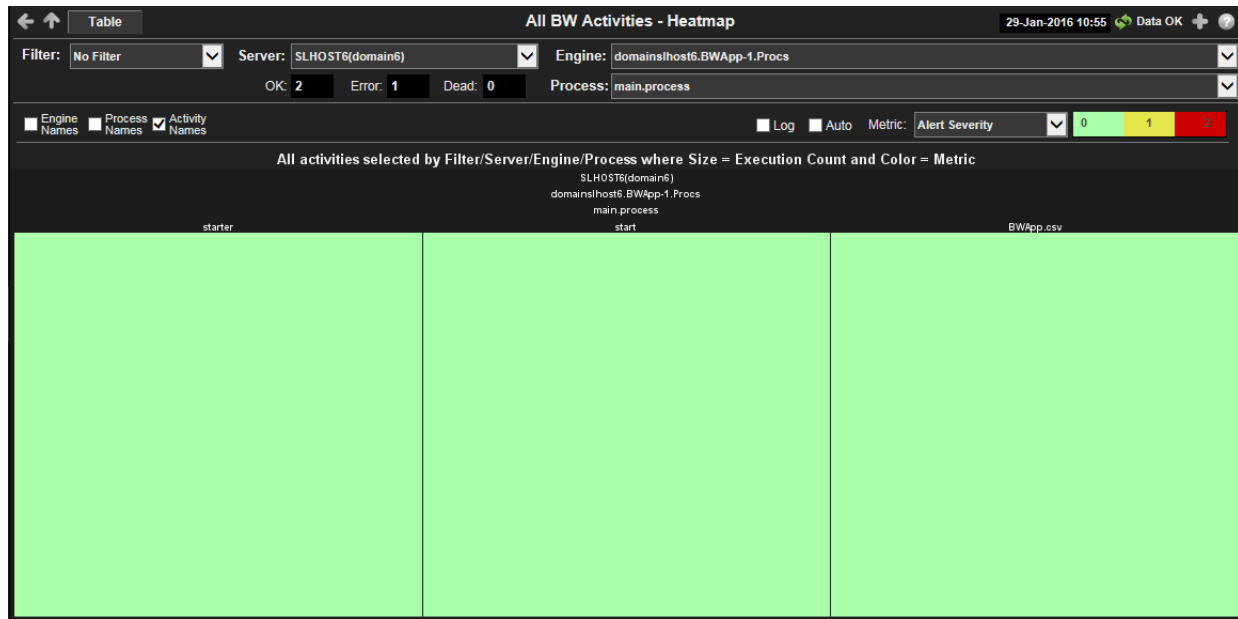 Table All BW Activities - Heatmap 29-Jan-2016 10:55 Data OK
Filter: No Filter Server: SLHOST6(domain6) Engine: domainslhost6.BWApp-1.Procs
OK: 2 Error: 1 Dead: 0 Process: main.process
Engine Names Process Names Activity Names Log Auto Metric: Alert Severity 0 1 2
All activities selected by Filter/Server/Engine/Process where Size = Execution Count and Color = Metric
SLHOST6(domain6)
domainslhost6.BWApp-1.Procs
main.process
starter start BWApp.csv